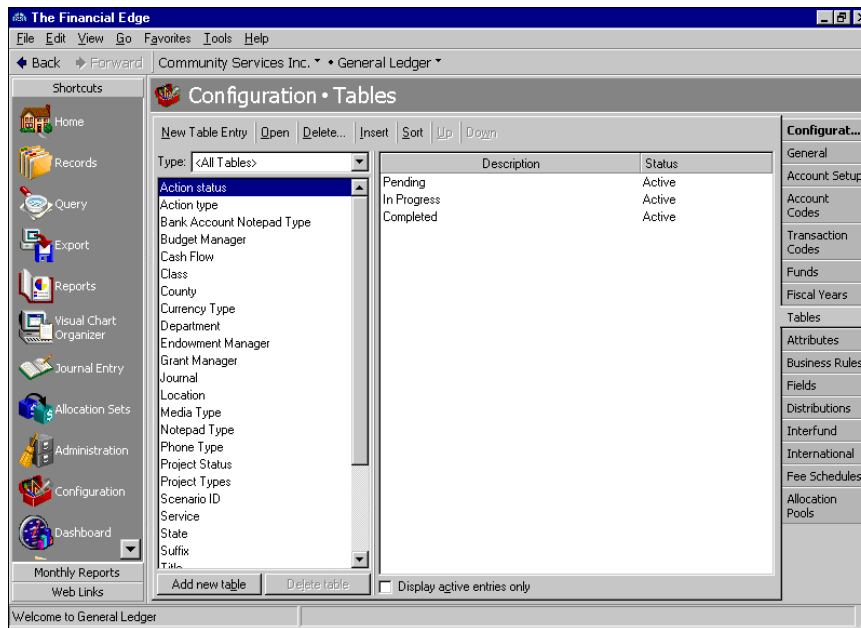 The Financial Edge
File Edit View Go Favorites Tools Help
Back Forward Community Services Inc. • General Ledger
Shortcuts
Home
Records
Query
Export
Reports
Visual Chart
Organizer
Journal Entry
Allocation Sets
Administration
Configuration
Dashboard
Monthly Reports
Web Links
Configuration • Tables
New Table Entry Open Delete... Insert Sort Up Down
Type: <All Tables>
Action status
Action type
Bank Account Notepad Type
Budget Manager
Cash Flow
Class
County
Currency Type
Department
Endowment Manager
Grant Manager
Journal
Location
Media Type
Notepad Type
Phone Type
Project Status
Project Types
Scenario ID
Service
State
Suffix
Title
Add new table Delete table
Description Status
Pending Active
In Progress Active
Completed Active
Display active entries only
Configurat...
General
Account Setup
Account
Codes
Transaction
Codes
Funds
Fiscal Years
Tables
Attributes
Business Rules
Fields
Distributions
Interfund
International
Fee Schedules
Allocation
Pools
Welcome to General Ledger